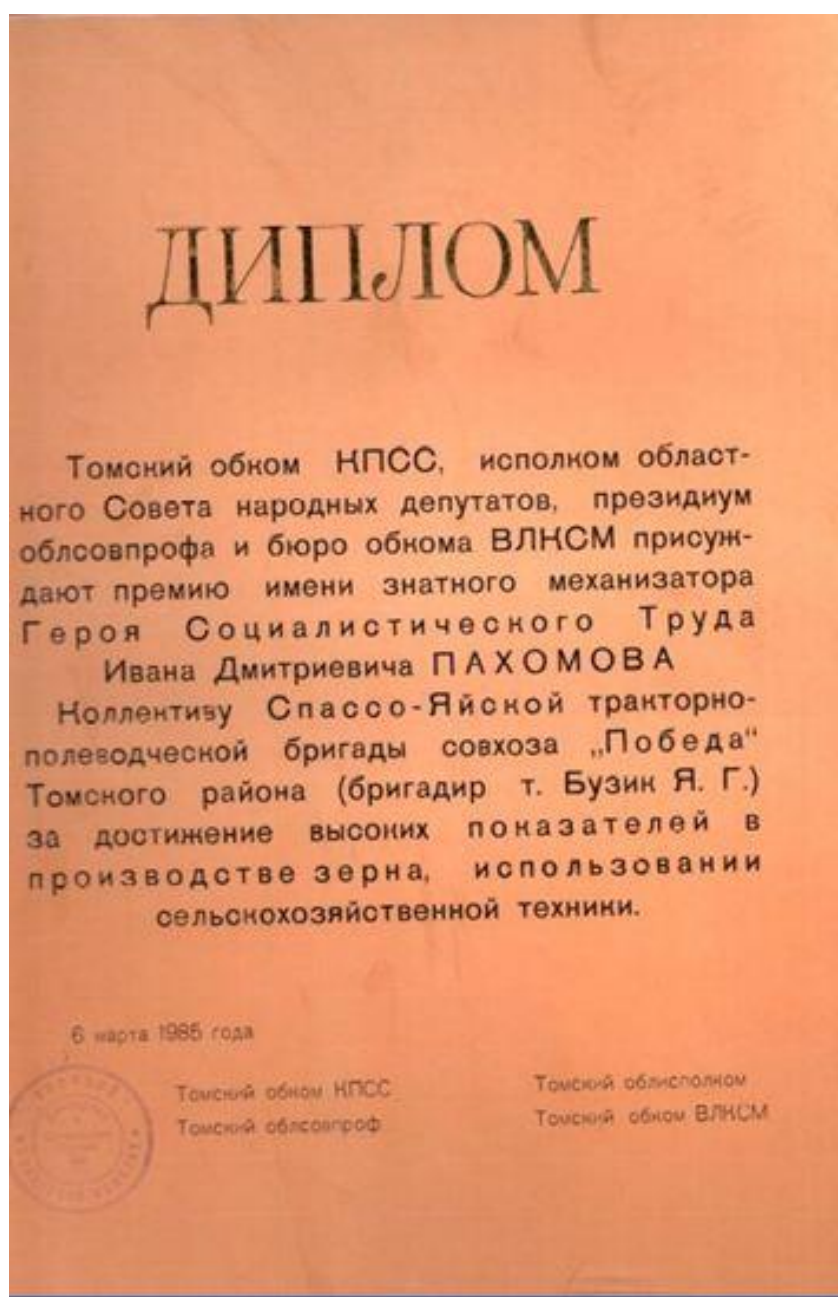 ДИПЛОМ
Томский обком КПСС, исполком област-
ного Совета народных депутатов, президиум
облсовпрофа и бюро обкома ВЛКСМ присуж-
дают премию имени знатного механизатора
Героя Социалистического Труда
Ивана Дмитриевича ПАХОМОВА
Коллективу Спассо-Яйской тракторно-
полеводческой бригады совхоза „Победа“
Томского района (бригадир т. Бузик Я. Г.)
за достижение высоких показателей в
производстве зерна, использовании
сельскохозяйственной техники.
6 марта 1985 года
Томский обком КПСС
Томский облисполком
Томский облсовпроф
Томский обком ВЛКСМ